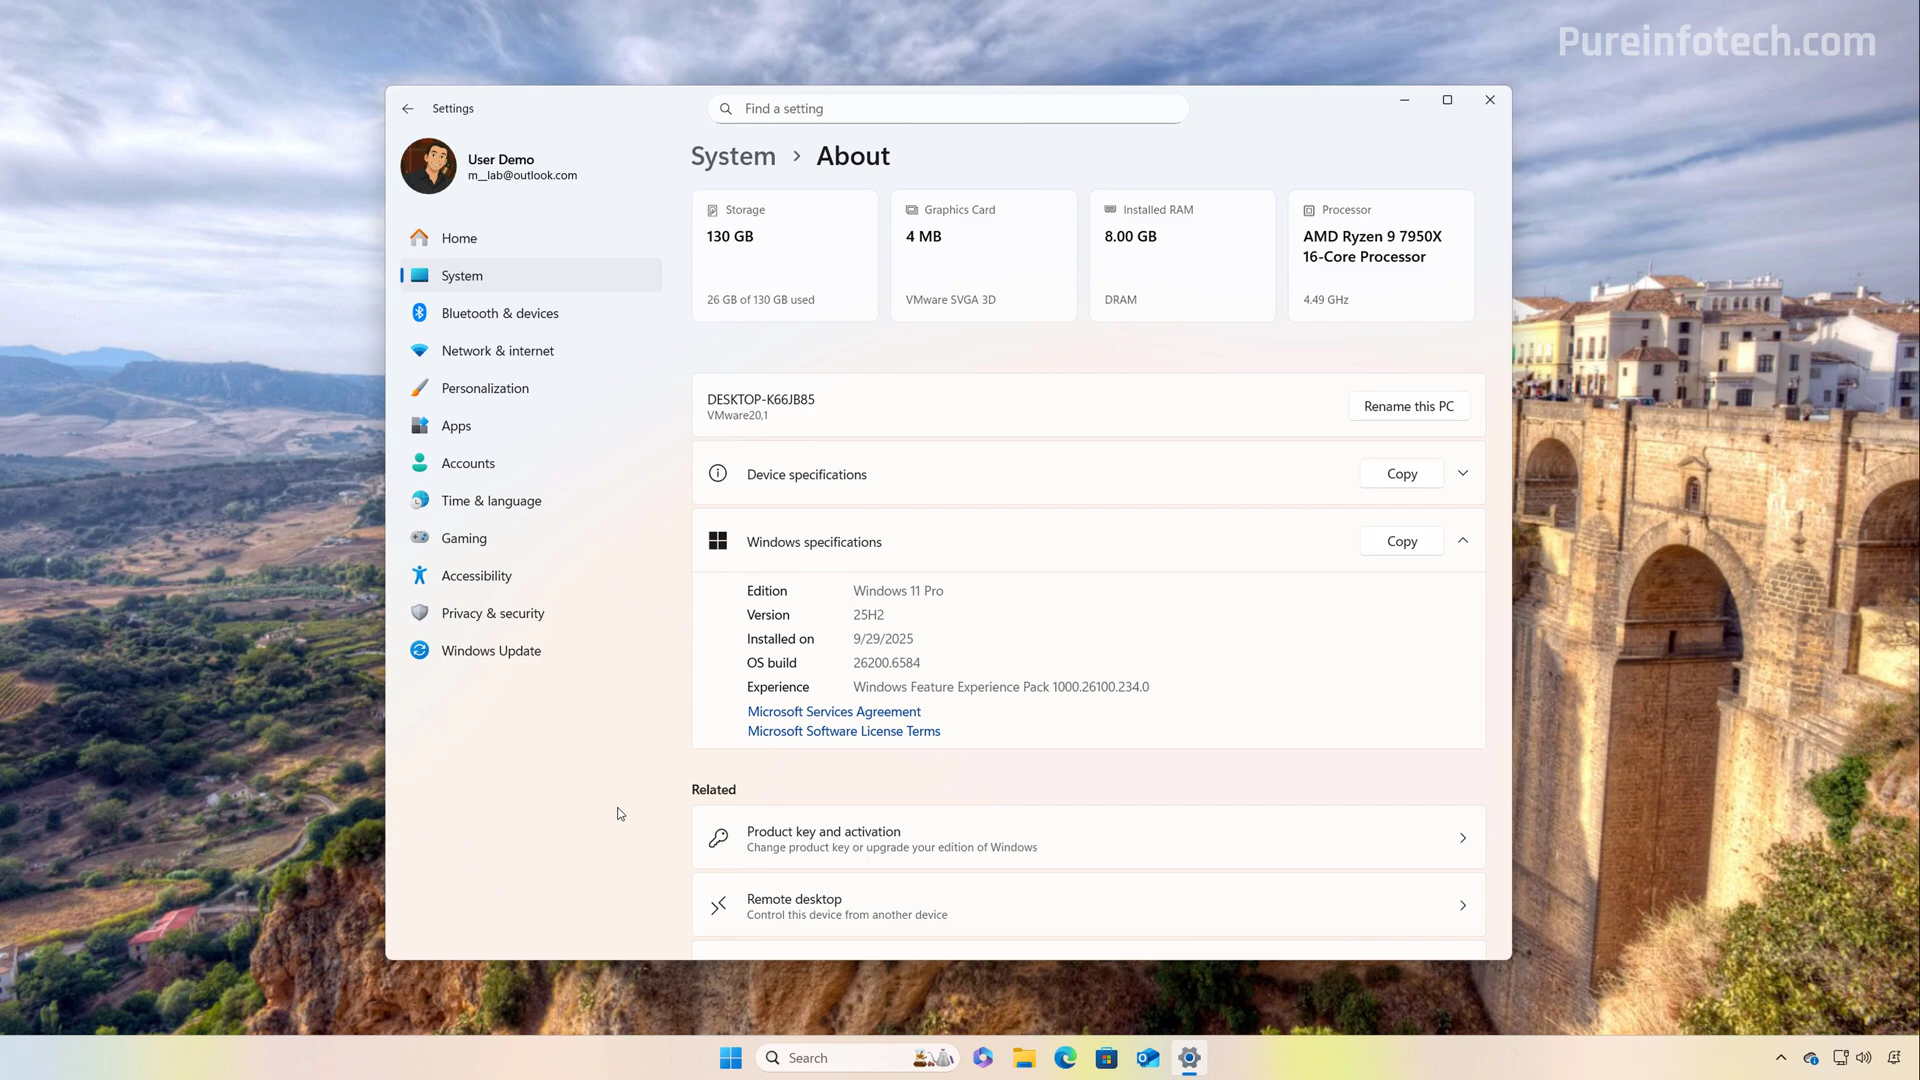 Pureinfotech.com
Settings
Find a setting
User Demo
m__lab@outlook.com
Home
System
Bluetooth & devices
Network & internet
Personalization
Apps
Accounts
Time & language
Gaming
Accessibility
Privacy & security
Windows Update
System > About
Storage
130 GB
26 GB of 130 GB used
Graphics Card
4 MB
VMware SVGA 3D
Installed RAM
8.00 GB
DRAM
Processor
AMD Ryzen 9 7950X
16-Core Processor
4.49 GHz
DESKTOP-K66JB85
VMware20,1
Rename this PC
Device specifications
Copy
Windows specifications
Copy
Edition Windows 11 Pro
Version 25H2
Installed on 9/29/2025
OS build 26200.6584
Experience Windows Feature Experience Pack 1000.26100.234.0
Microsoft Services Agreement
Microsoft Software License Terms
Related
Product key and activation
Change product key or upgrade your edition of Windows
Remote desktop
Control this device from another device
Search